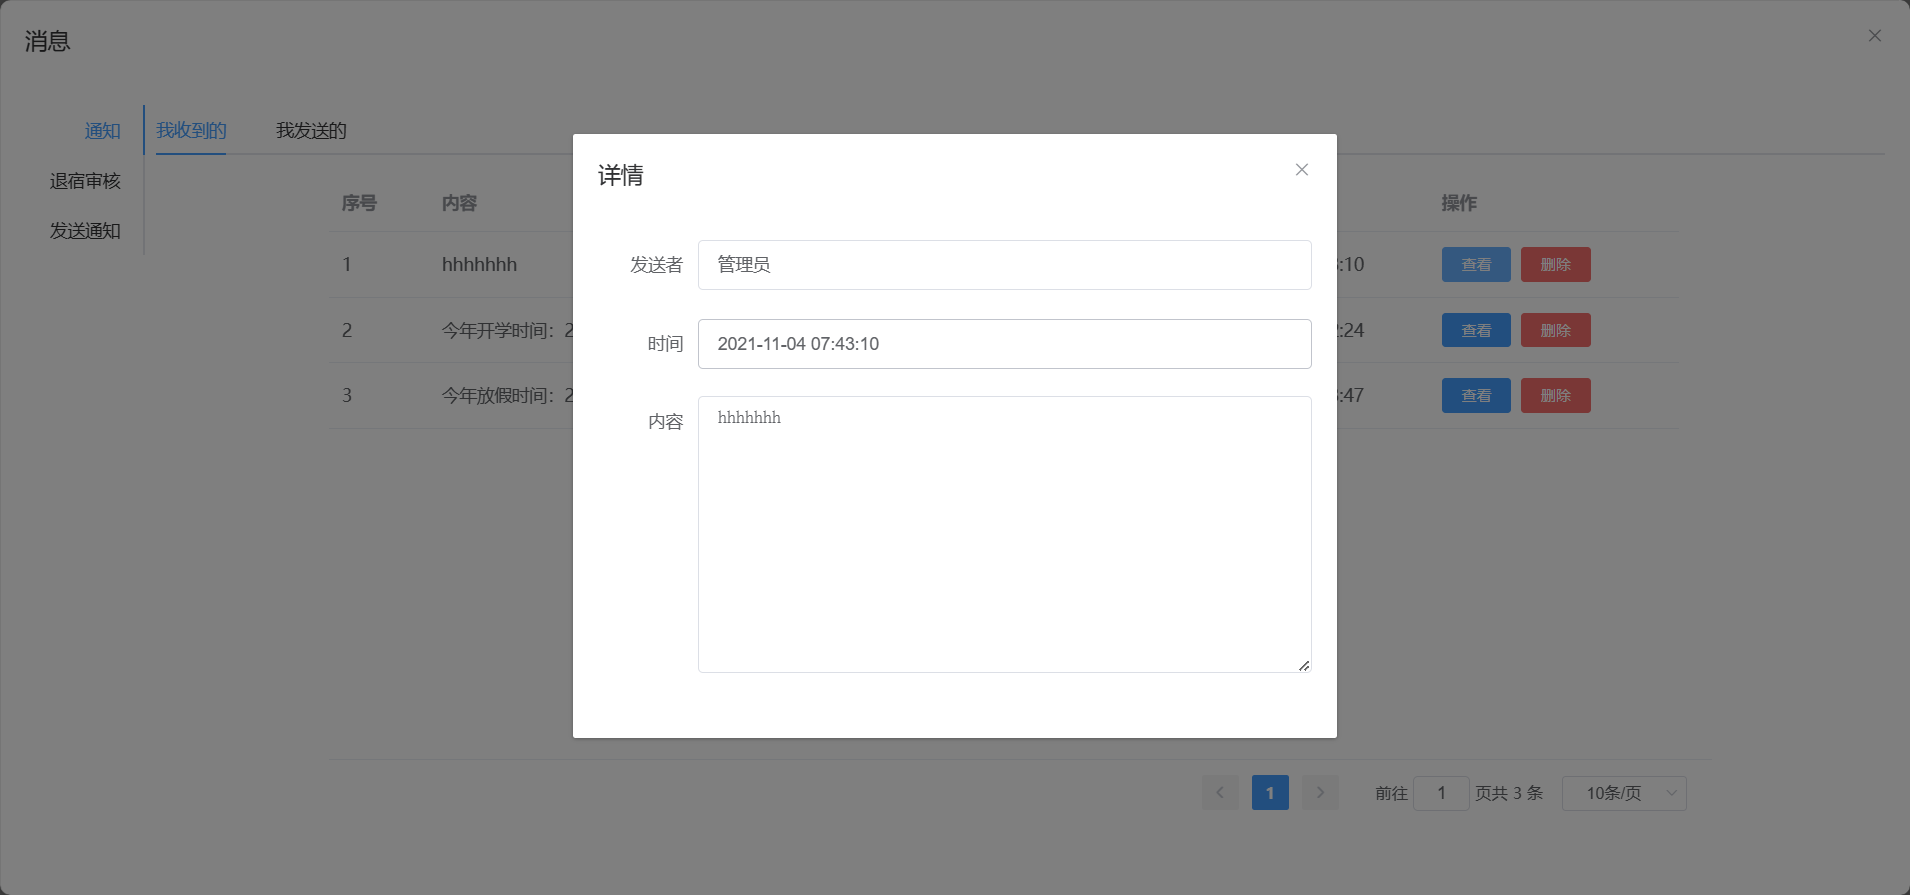 消息
通知
我收到的
我发送的
退宿审核
发送通知
序号
内容
操作
1
hhhhhhh
:10
查看
删除
2
今年开学时间：2
:24
查看
删除
3
今年放假时间：2
:47
查看
删除
详情
发送者
管理员
时间
2021-11-04 07:43:10
内容
hhhhhhh
1
前往 1 页共 3 条
10条/页